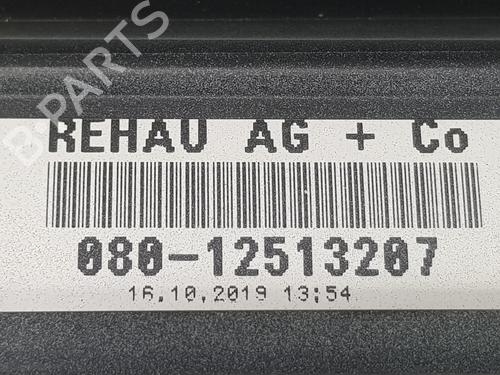 REHAU AG + Co
080-12513207
16.10.2019 13:54
B-PARTS